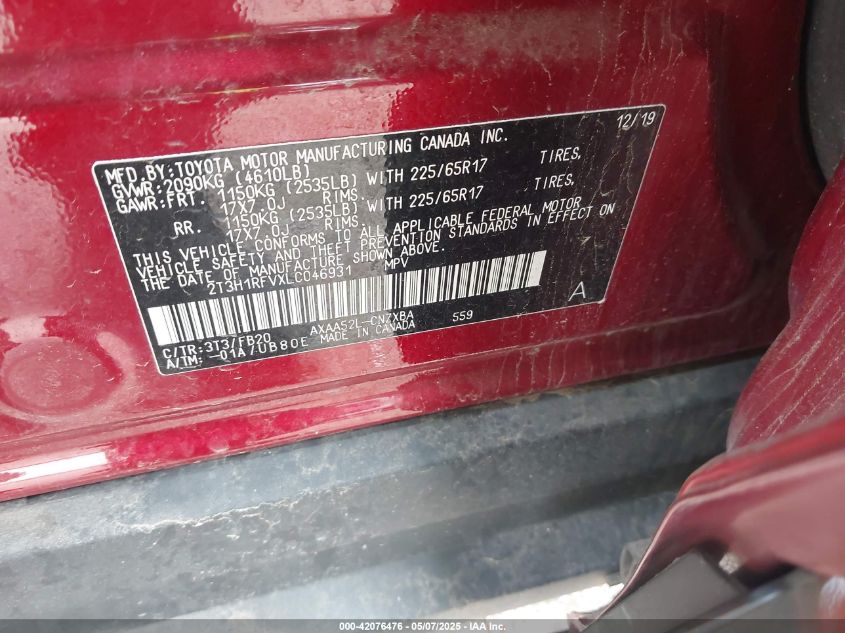 12/19
MFD.BY:TOYOTA MOTOR MANUFACTURING CANADA INC.
GVWR:2090KG (4610LB)
GAWR:FRT. 1150KG (2535LB) WITH 225/65R17 TIRES,
17X7.0J RIMS.
RR. 1150KG (2535LB) WITH 225/65R17 TIRES,
17X7.0J RIMS.
THIS VEHICLE CONFORMS TO ALL APPLICABLE FEDERAL MOTOR
VEHICLE SAFETY AND THEFT PREVENTION STANDARDS IN EFFECT ON
THE DATE OF MANUFACTURE SHOWN ABOVE.
2T3H1RFVXLC046931 MPV
A
C/TR:3T3/FB20 AXAA52L-CNZXBA 559
A/TM: -01A/UB80E MADE IN CANADA
000-42076476 - 05/07/2025 - IAA Inc.